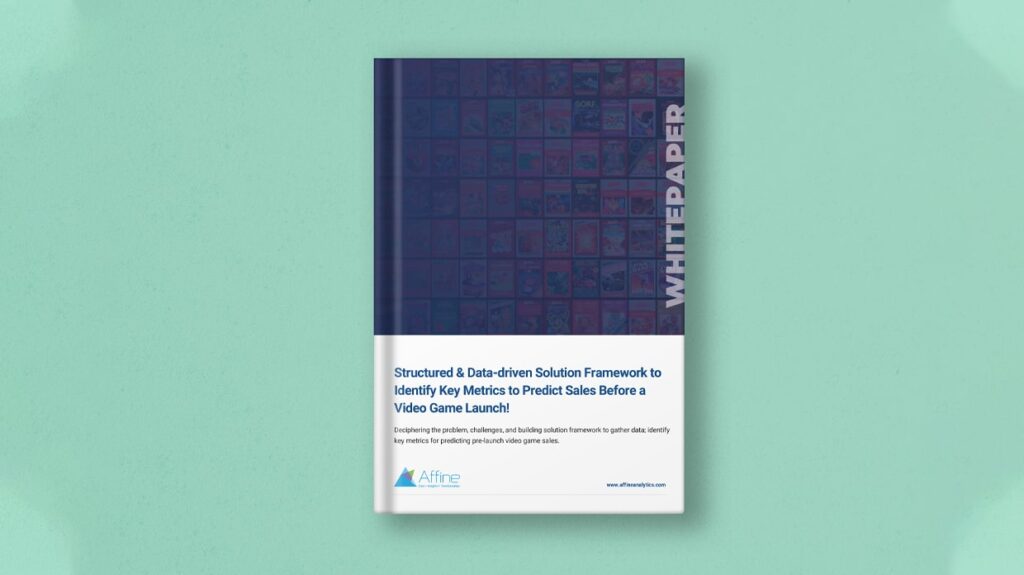 WHITEPAPER
Structured & Data-driven Solution Framework to
Identify Key Metrics to Predict Sales Before a
Video Game Launch!
Deciphering the problem, challenges, and building solution framework to gather data; identify
key metrics for predicting pre-launch video game sales.
Affine
www.affineanalytics.com